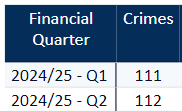 Financial Quarter Crimes
2024/25 - Q1 111
2024/25 - Q2 112